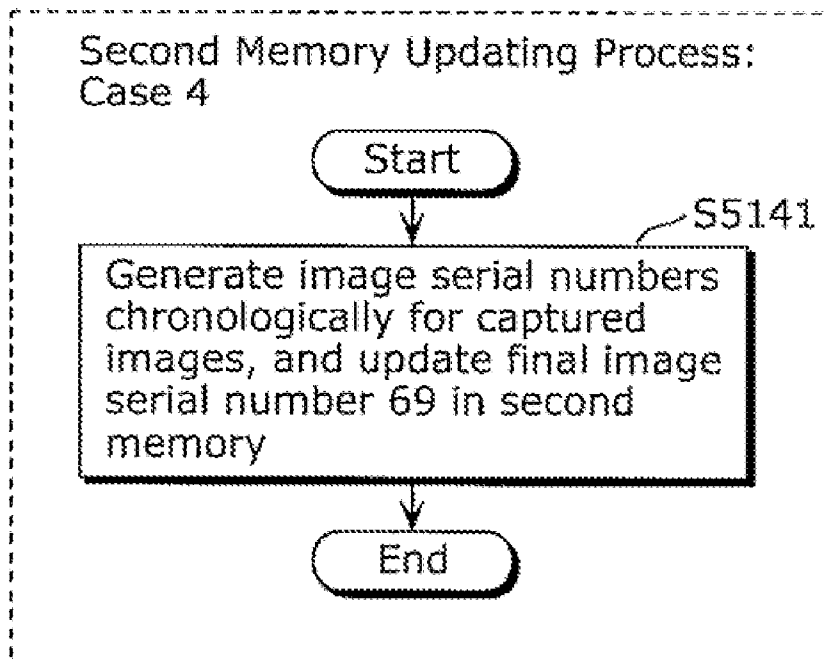 Second Memory Updating Process:
Case 4
Start
S5141
Generate image serial numbers
chronologically for captured
images, and update final image
serial number 69 in second
memory
End